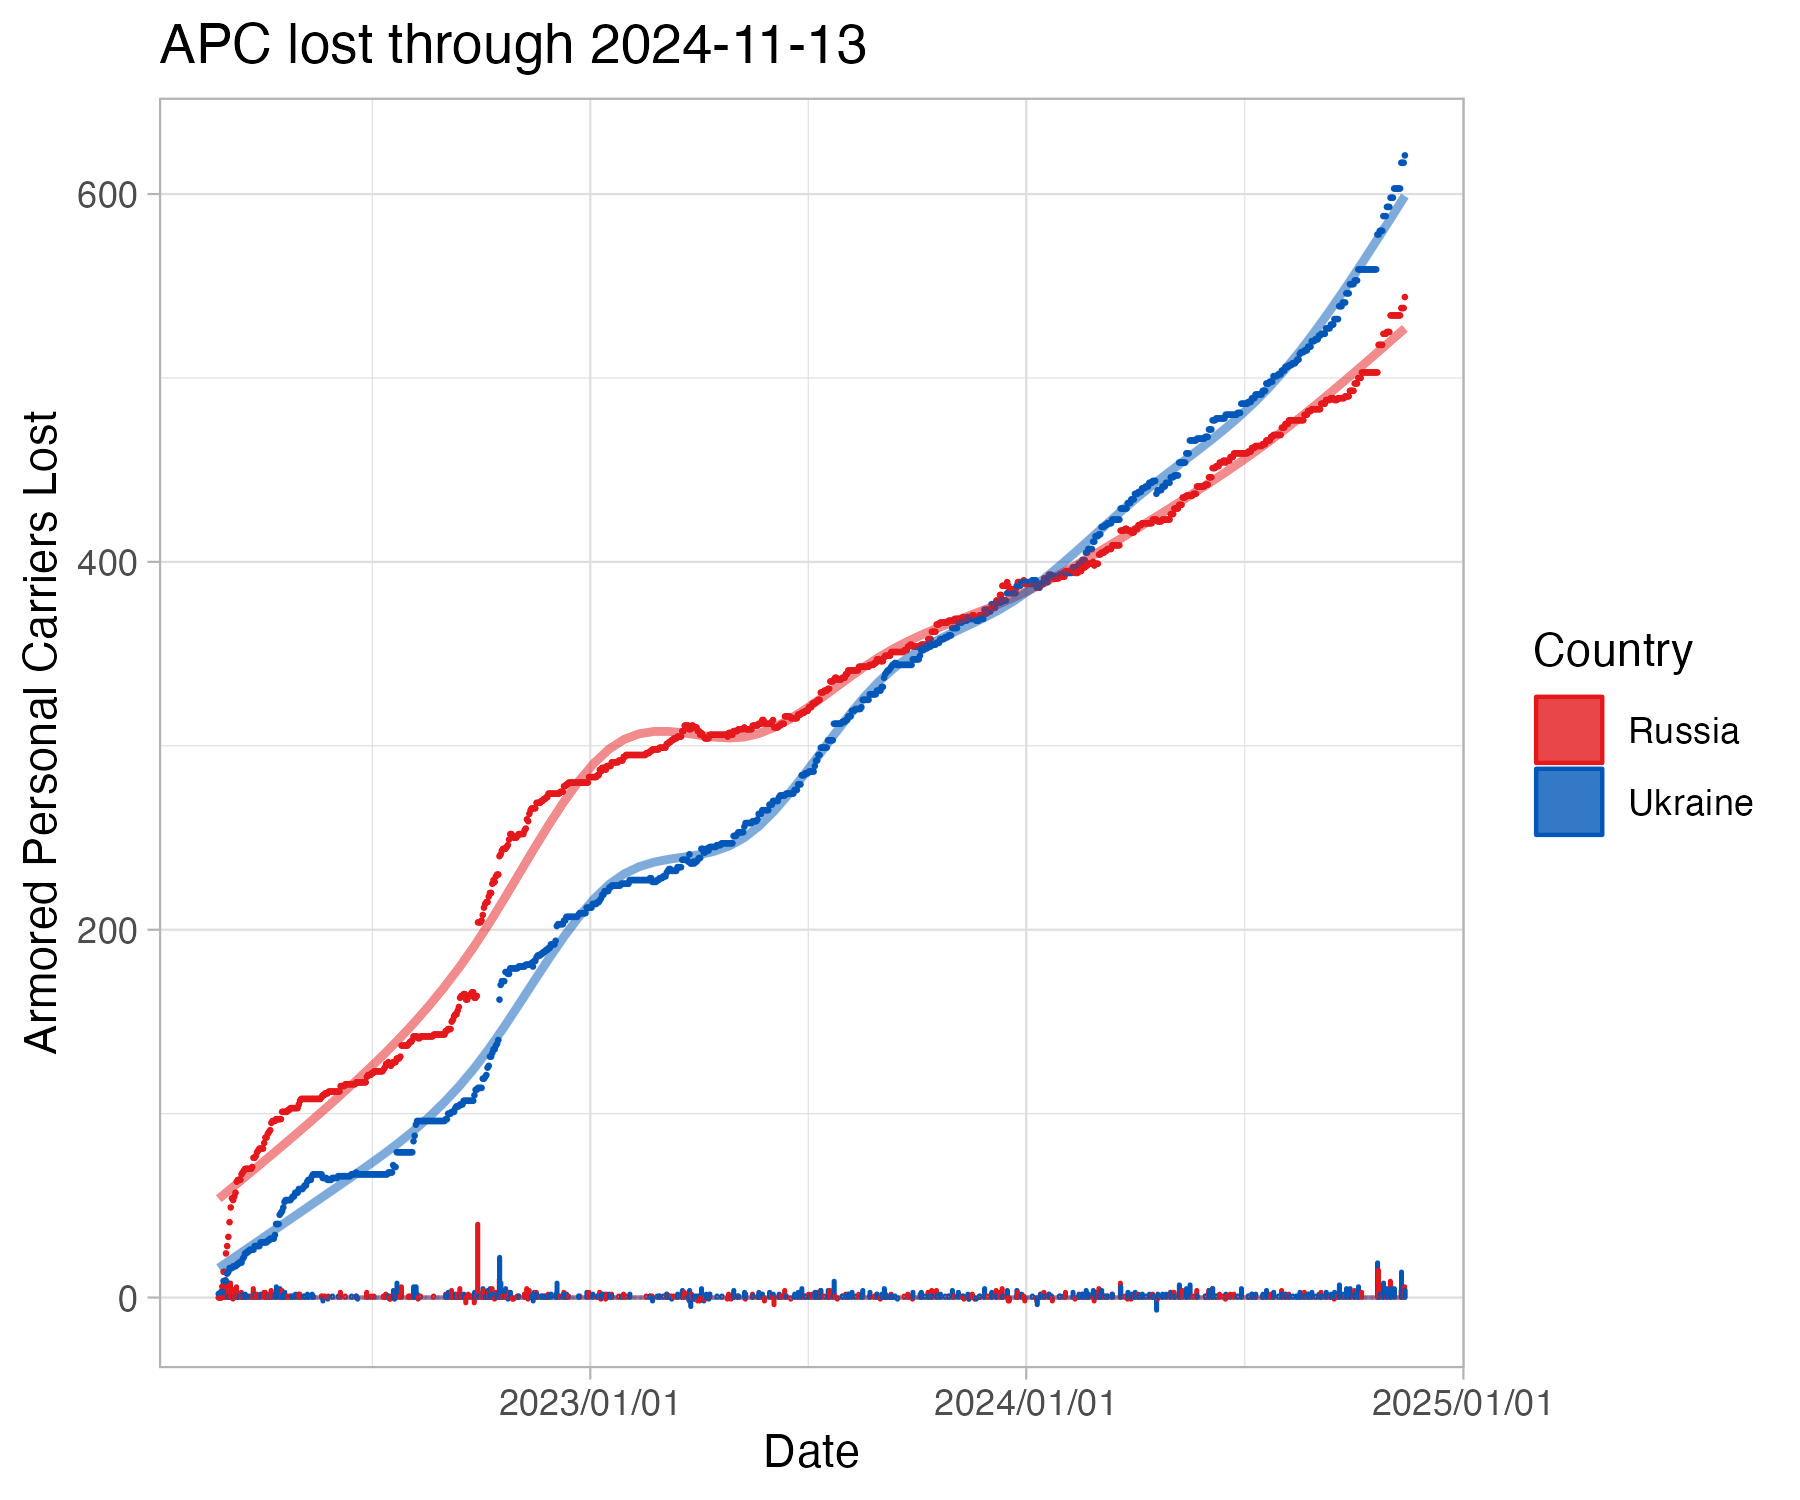 APC lost through 2024-11-13
Armored Personal Carriers Lost
600
400
200
0
2023/01/01
2024/01/01
2025/01/01
Date
Country
Russia
Ukraine